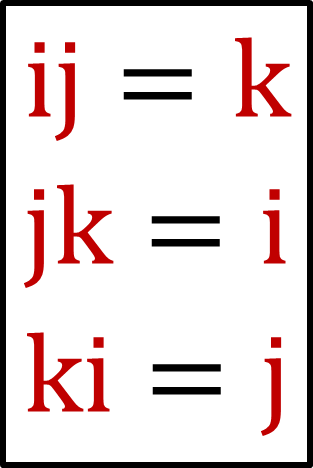 ij = k
jk = i
ki = j